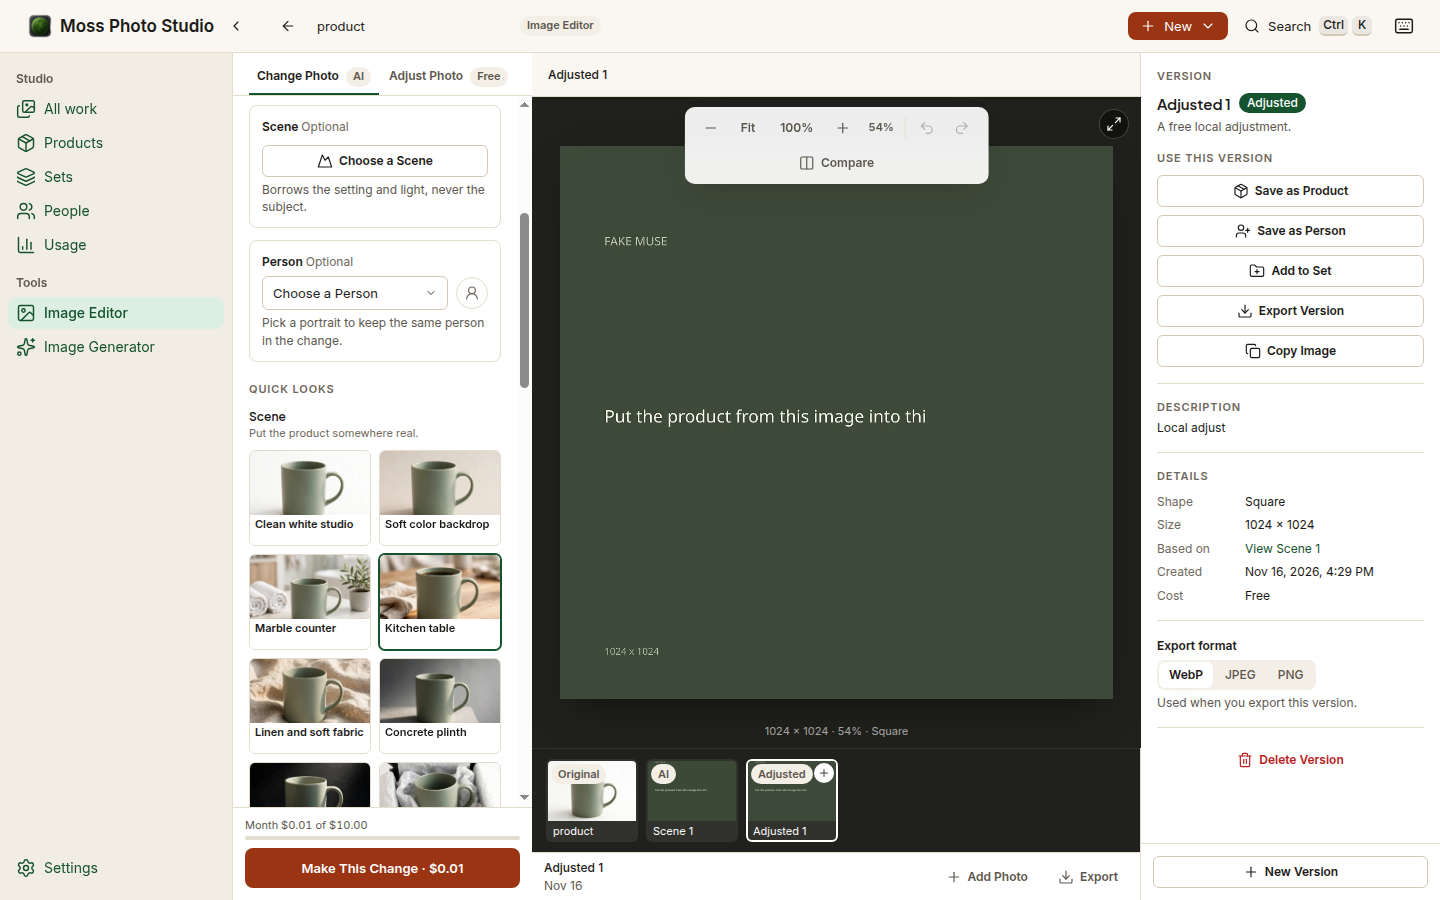 Moss Photo Studio
product
Image Editor
New
Search
Ctrl
K
Studio
All work
Products
Sets
People
Usage
Tools
Image Editor
Image Generator
Settings
Change Photo
AI
Adjust Photo
Free
Scene Optional
Choose a Scene
Borrows the setting and light, never the
subject.
Person Optional
Choose a Person
Pick a portrait to keep the same person
in the change.
QUICK LOOKS
Scene
Put the product somewhere real.
Clean white studio
Soft color backdrop
Marble counter
Kitchen table
Linen and soft fabric
Concrete plinth
Month $0.01 of $10.00
Make This Change · $0.01
Adjusted 1
Fit
100%
54%
Compare
FAKE MUSE
Put the product from this image into thi
1024 x 1024
1024 × 1024 · 54% · Square
Original
product
AI
Scene 1
Adjusted
Adjusted 1
Adjusted 1
Nov 16
Add Photo
Export
VERSION
Adjusted 1
Adjusted
A free local adjustment.
USE THIS VERSION
Save as Product
Save as Person
Add to Set
Export Version
Copy Image
DESCRIPTION
Local adjust
DETAILS
Shape Square
Size 1024 × 1024
Based on View Scene 1
Created Nov 16, 2026, 4:29 PM
Cost Free
Export format
WebP
JPEG
PNG
Used when you export this version.
Delete Version
New Version